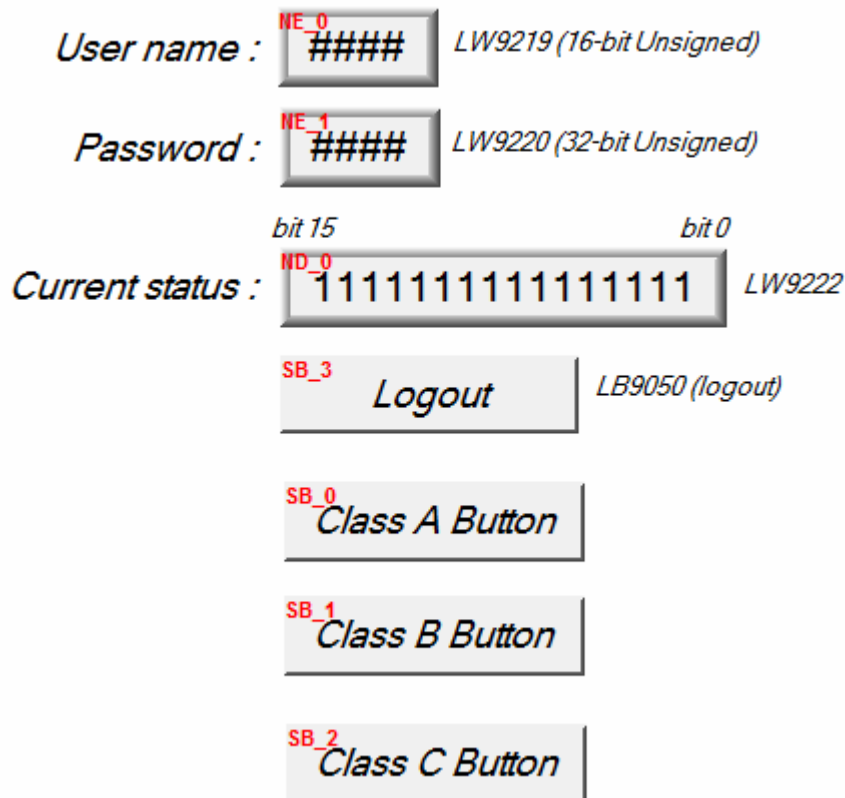 NE_0
User name : #### LW9219 (16-bit Unsigned)
NE_1
Password : #### LW9220 (32-bit Unsigned)
bit 15 bit 0
ND_0
Current status : 1111111111111111 LW9222
SB_3
Logout LB9050 (logout)
SB_0
Class A Button
SB_1
Class B Button
SB_2
Class C Button